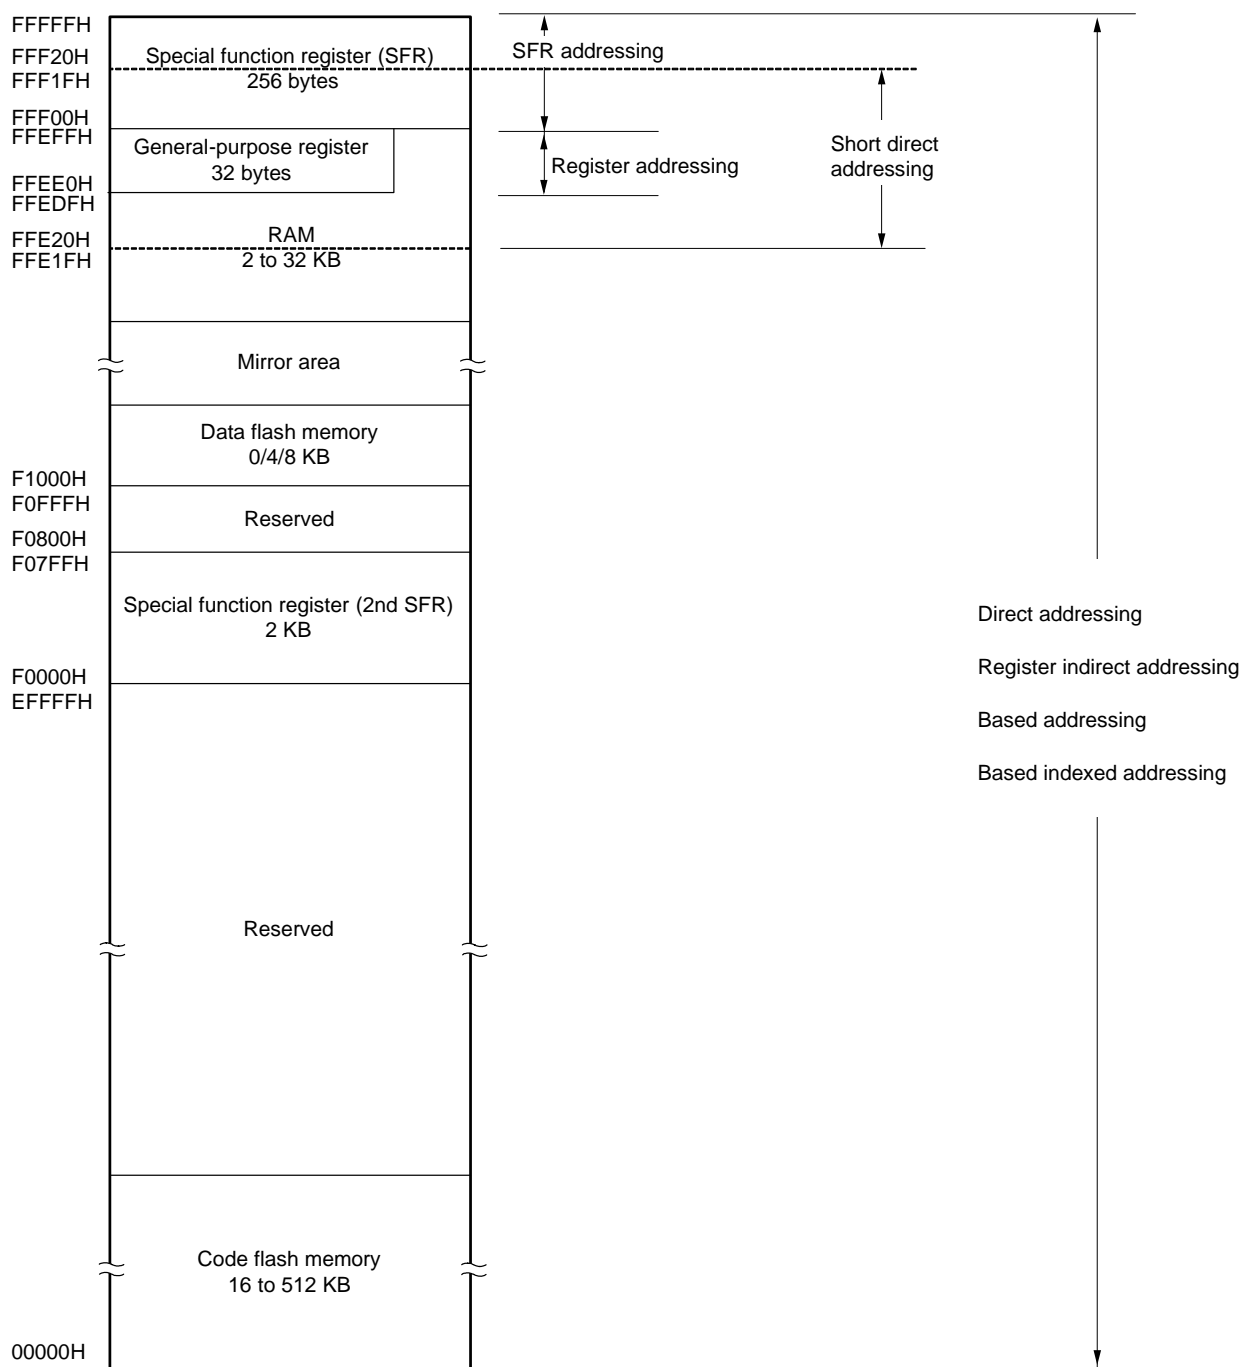 FFFFFH
Special function register (SFR)
256 bytes
SFR addressing
FFF20H
FFF1FH
FFF00H
FFEFFH
General-purpose register
32 bytes
Register addressing
Short direct
addressing
FFEE0H
FFEDFH
RAM
2 to 32 KB
FFE20H
FFE1FH
Mirror area
Data flash memory
0/4/8 KB
F1000H
F0FFFH
Reserved
F0800H
F07FFH
Special function register (2nd SFR)
2 KB
Direct addressing
Register indirect addressing
Based addressing
Based indexed addressing
F0000H
EFFFFH
Reserved
Code flash memory
16 to 512 KB
00000H